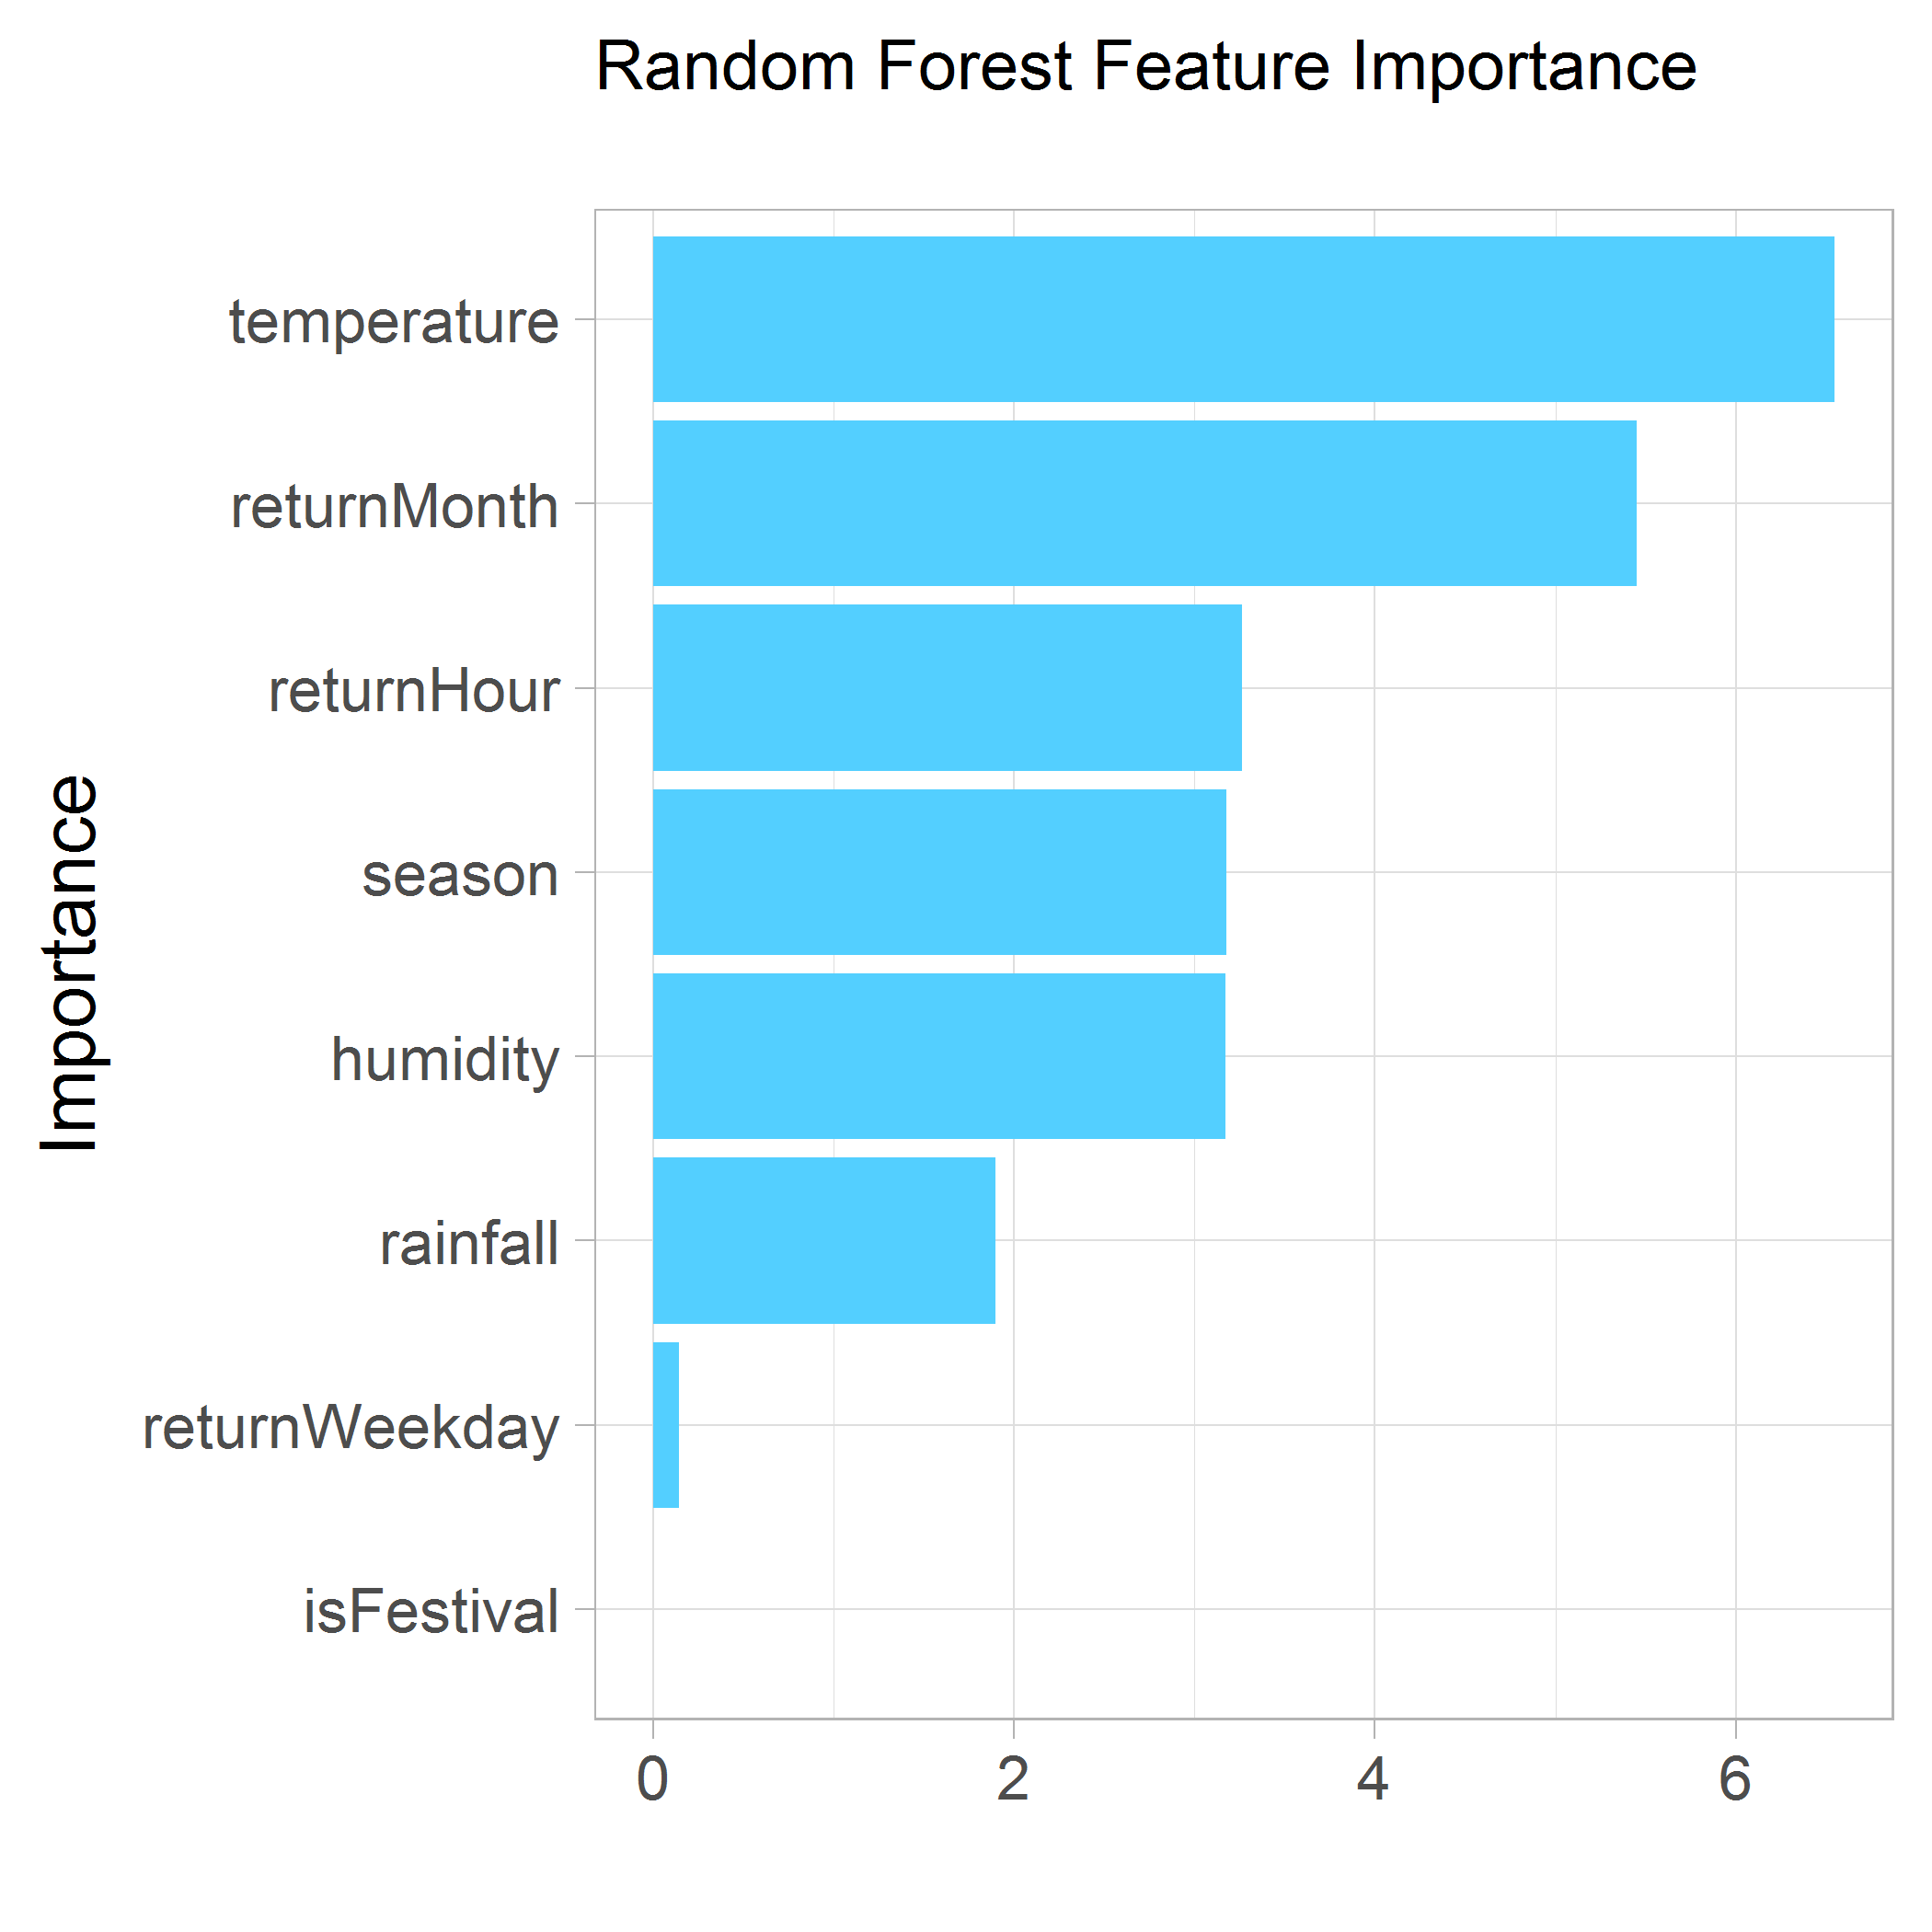 Random Forest Feature Importance
Importance
temperature
returnMonth
returnHour
season
humidity
rainfall
returnWeekday
isFestival
0 2 4 6